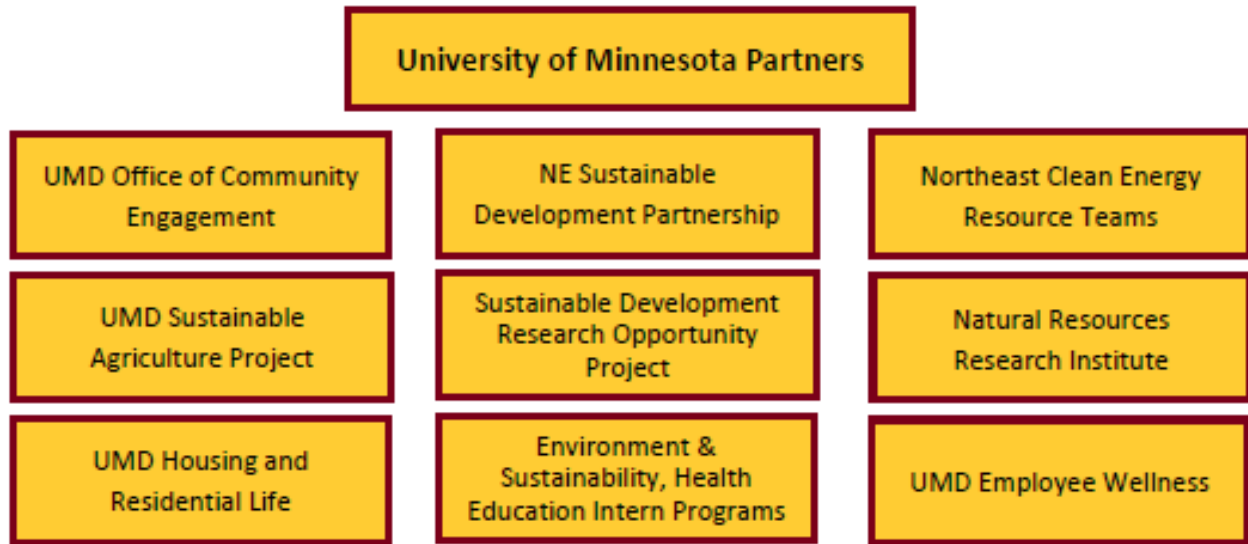 University of Minnesota Partners
UMD Office of Community
Engagement
NE Sustainable
Development Partnership
Northeast Clean Energy
Resource Teams
UMD Sustainable
Agriculture Project
Sustainable Development
Research Opportunity
Project
Natural Resources
Research Institute
UMD Housing and
Residential Life
Environment &
Sustainability, Health
Education Intern Programs
UMD Employee Wellness